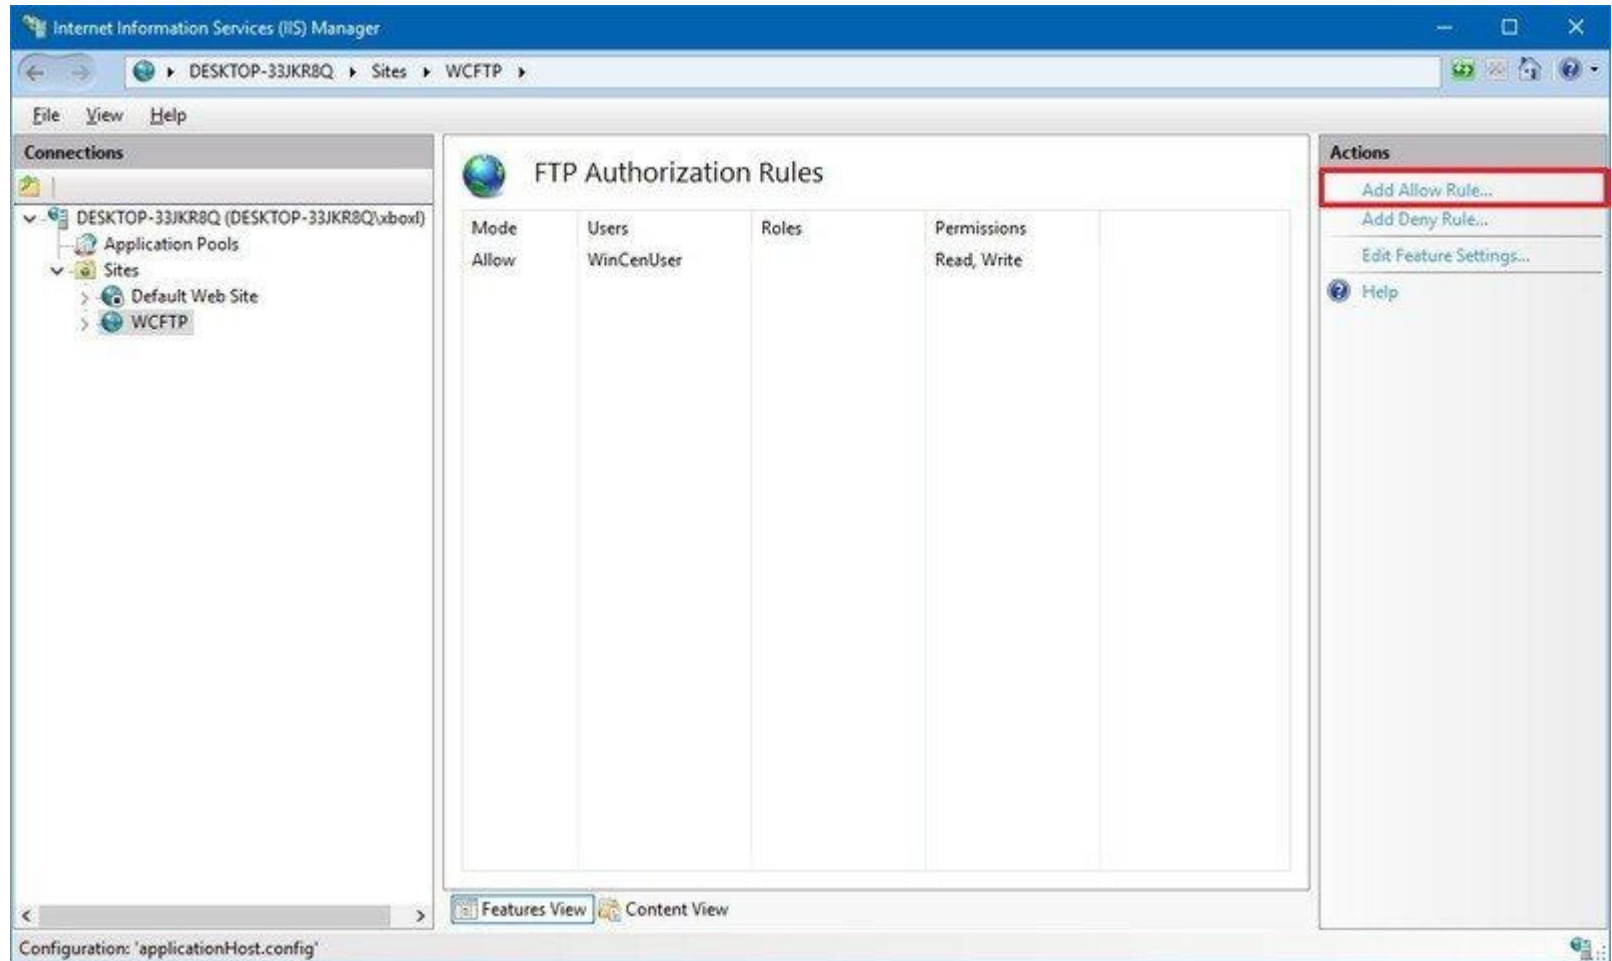 Internet Information Services (IIS) Manager
DESKTOP-33JKR8Q Sites WCFTP
File View Help
Connections
DESKTOP-33JKR8Q (DESKTOP-33JKR8Q\xboxl)
Application Pools
Sites
Default Web Site
WCFTP
FTP Authorization Rules
Mode Users Roles Permissions
Allow WinCenUser Read, Write
Features View Content View
Actions
Add Allow Rule...
Add Deny Rule...
Edit Feature Settings...
Help
Configuration: 'applicationHost.config'